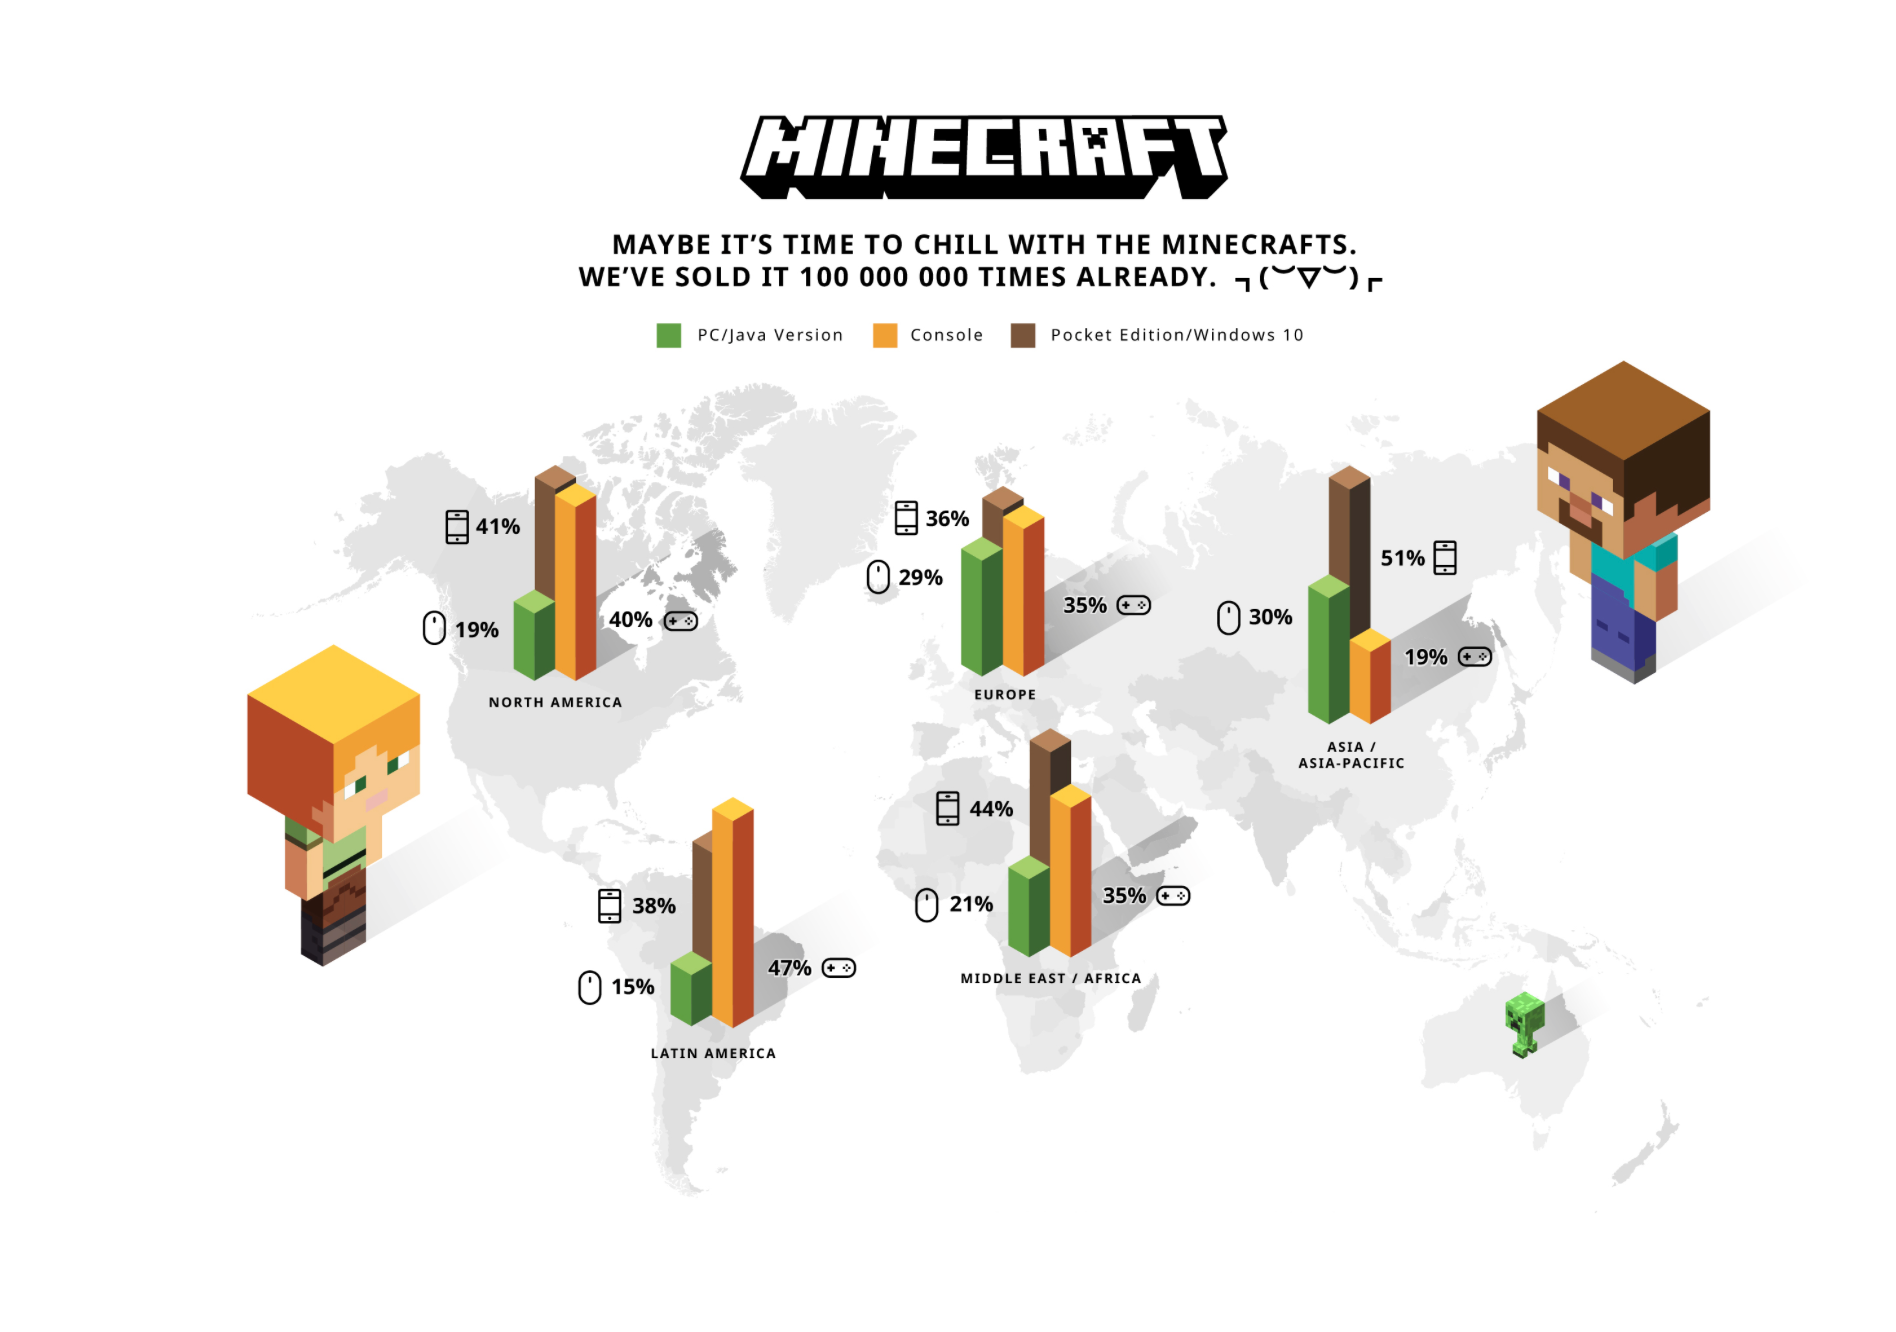 MINECRAFT
MAYBE IT’S TIME TO CHILL WITH THE MINECRAFTS.
WE’VE SOLD IT 100 000 000 TIMES ALREADY. ┐(︶▽︶)┌
PC/Java Version
Console
Pocket Edition/Windows 10
41%
19%
40%
NORTH AMERICA
36%
29%
35%
EUROPE
51%
30%
19%
ASIA /
ASIA-PACIFIC
38%
15%
47%
LATIN AMERICA
44%
21%
35%
MIDDLE EAST / AFRICA